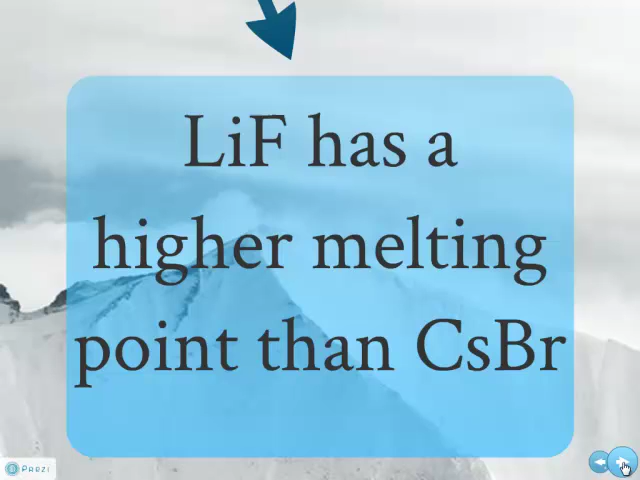 LiF has a
higher melting
point than CsBr
Prezi